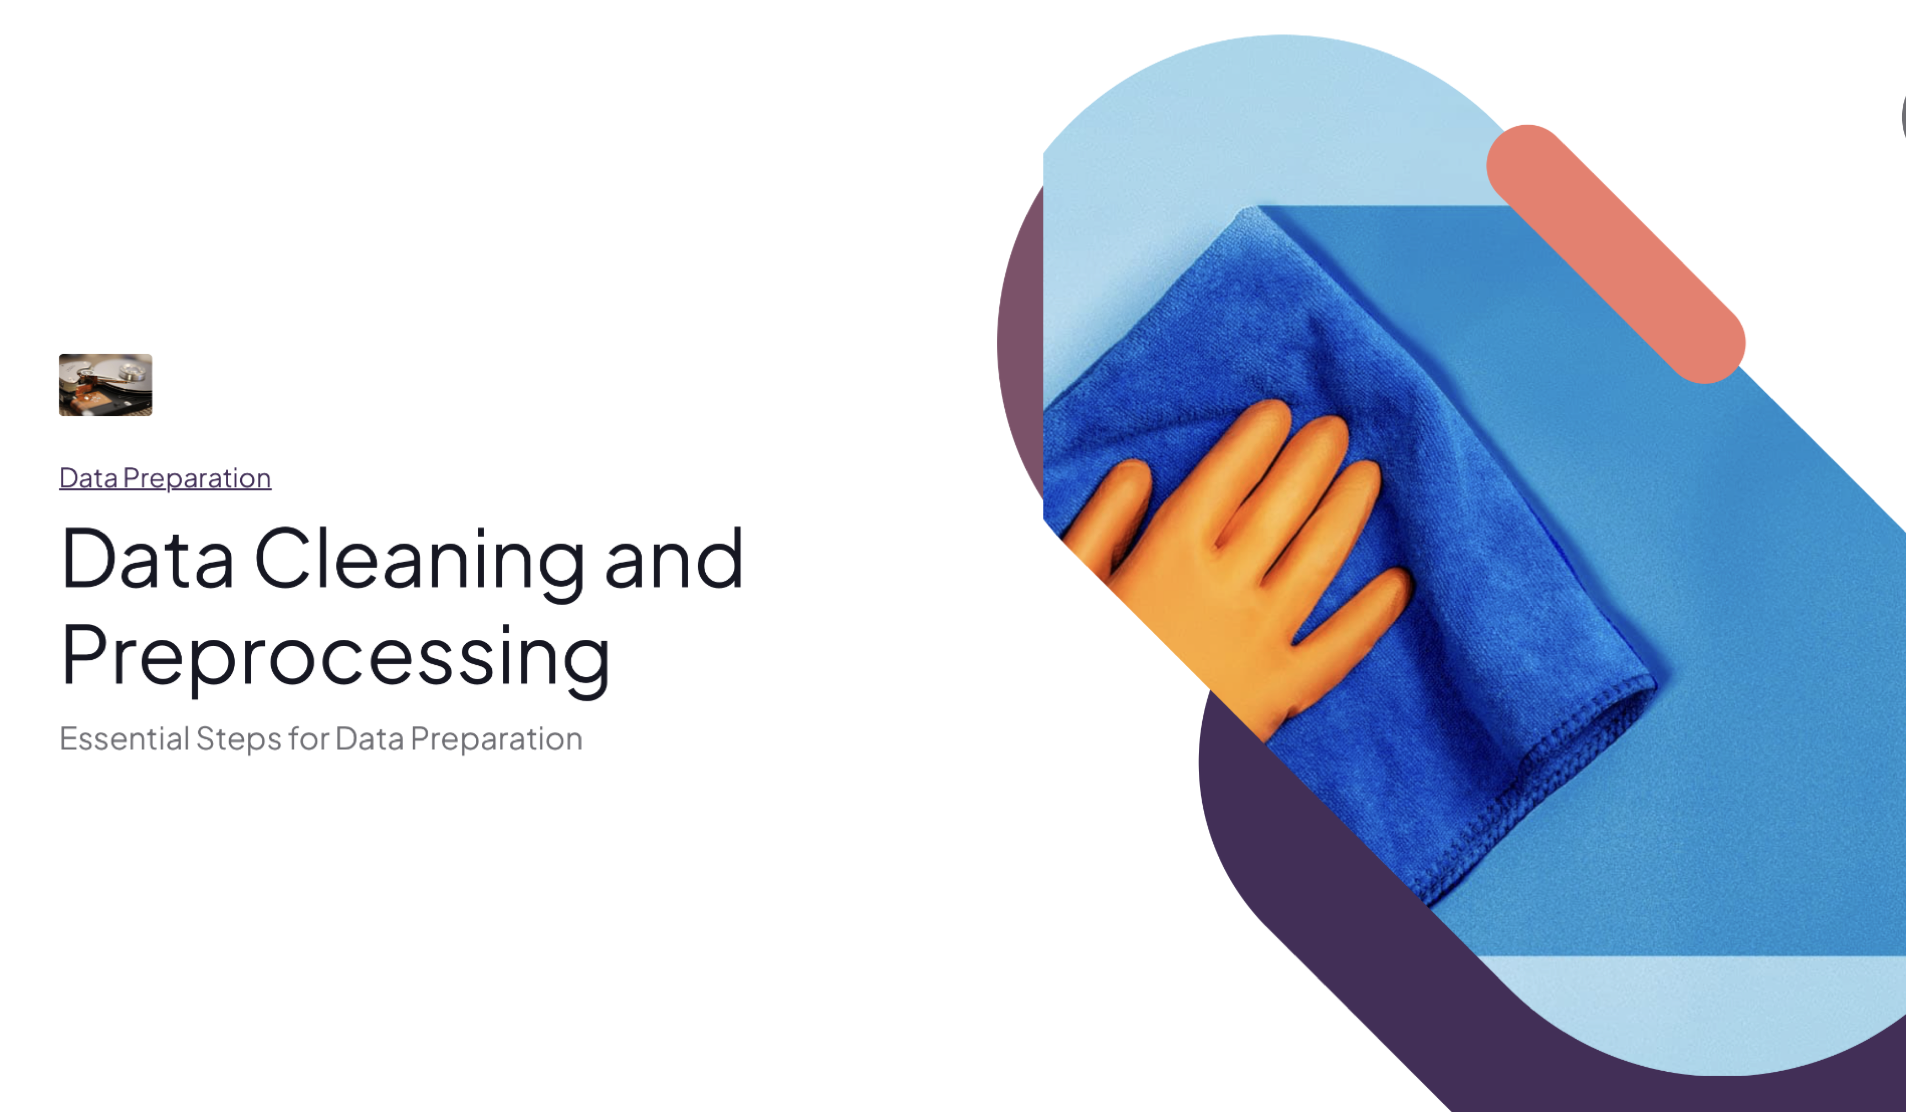 Data Preparation
Data Cleaning and
Preprocessing
Essential Steps for Data Preparation